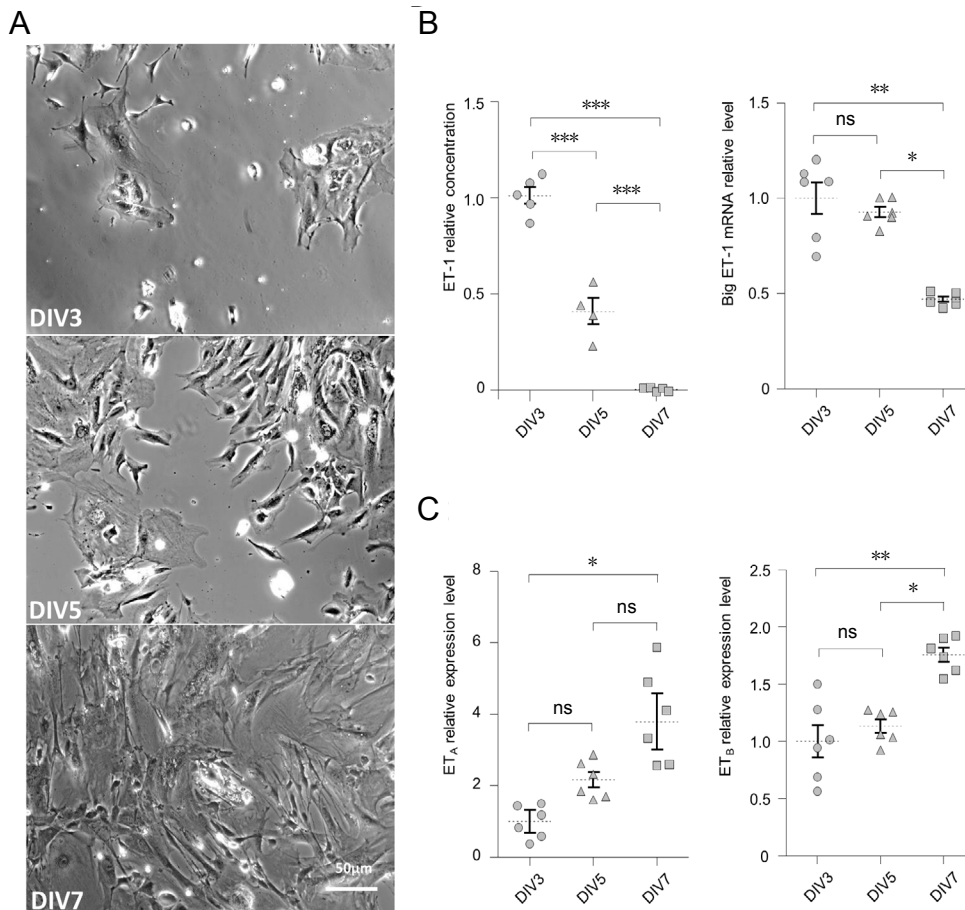 A
DIV3
DIV5
DIV7
50µm
B
ET-1 relative concentration
1.5
1.0
0.5
0
***
***
***
DIV3
DIV5
DIV7
Big ET-1 mRNA relative level
1.5
1.0
0.5
0
**
ns
*
DIV3
DIV5
DIV7
C
ETA relative expression level
8
6
4
2
0
*
ns
ns
DIV3
DIV5
DIV7
ETB relative expression level
2.5
2.0
1.5
1.0
0.5
0
**
*
ns
DIV3
DIV5
DIV7